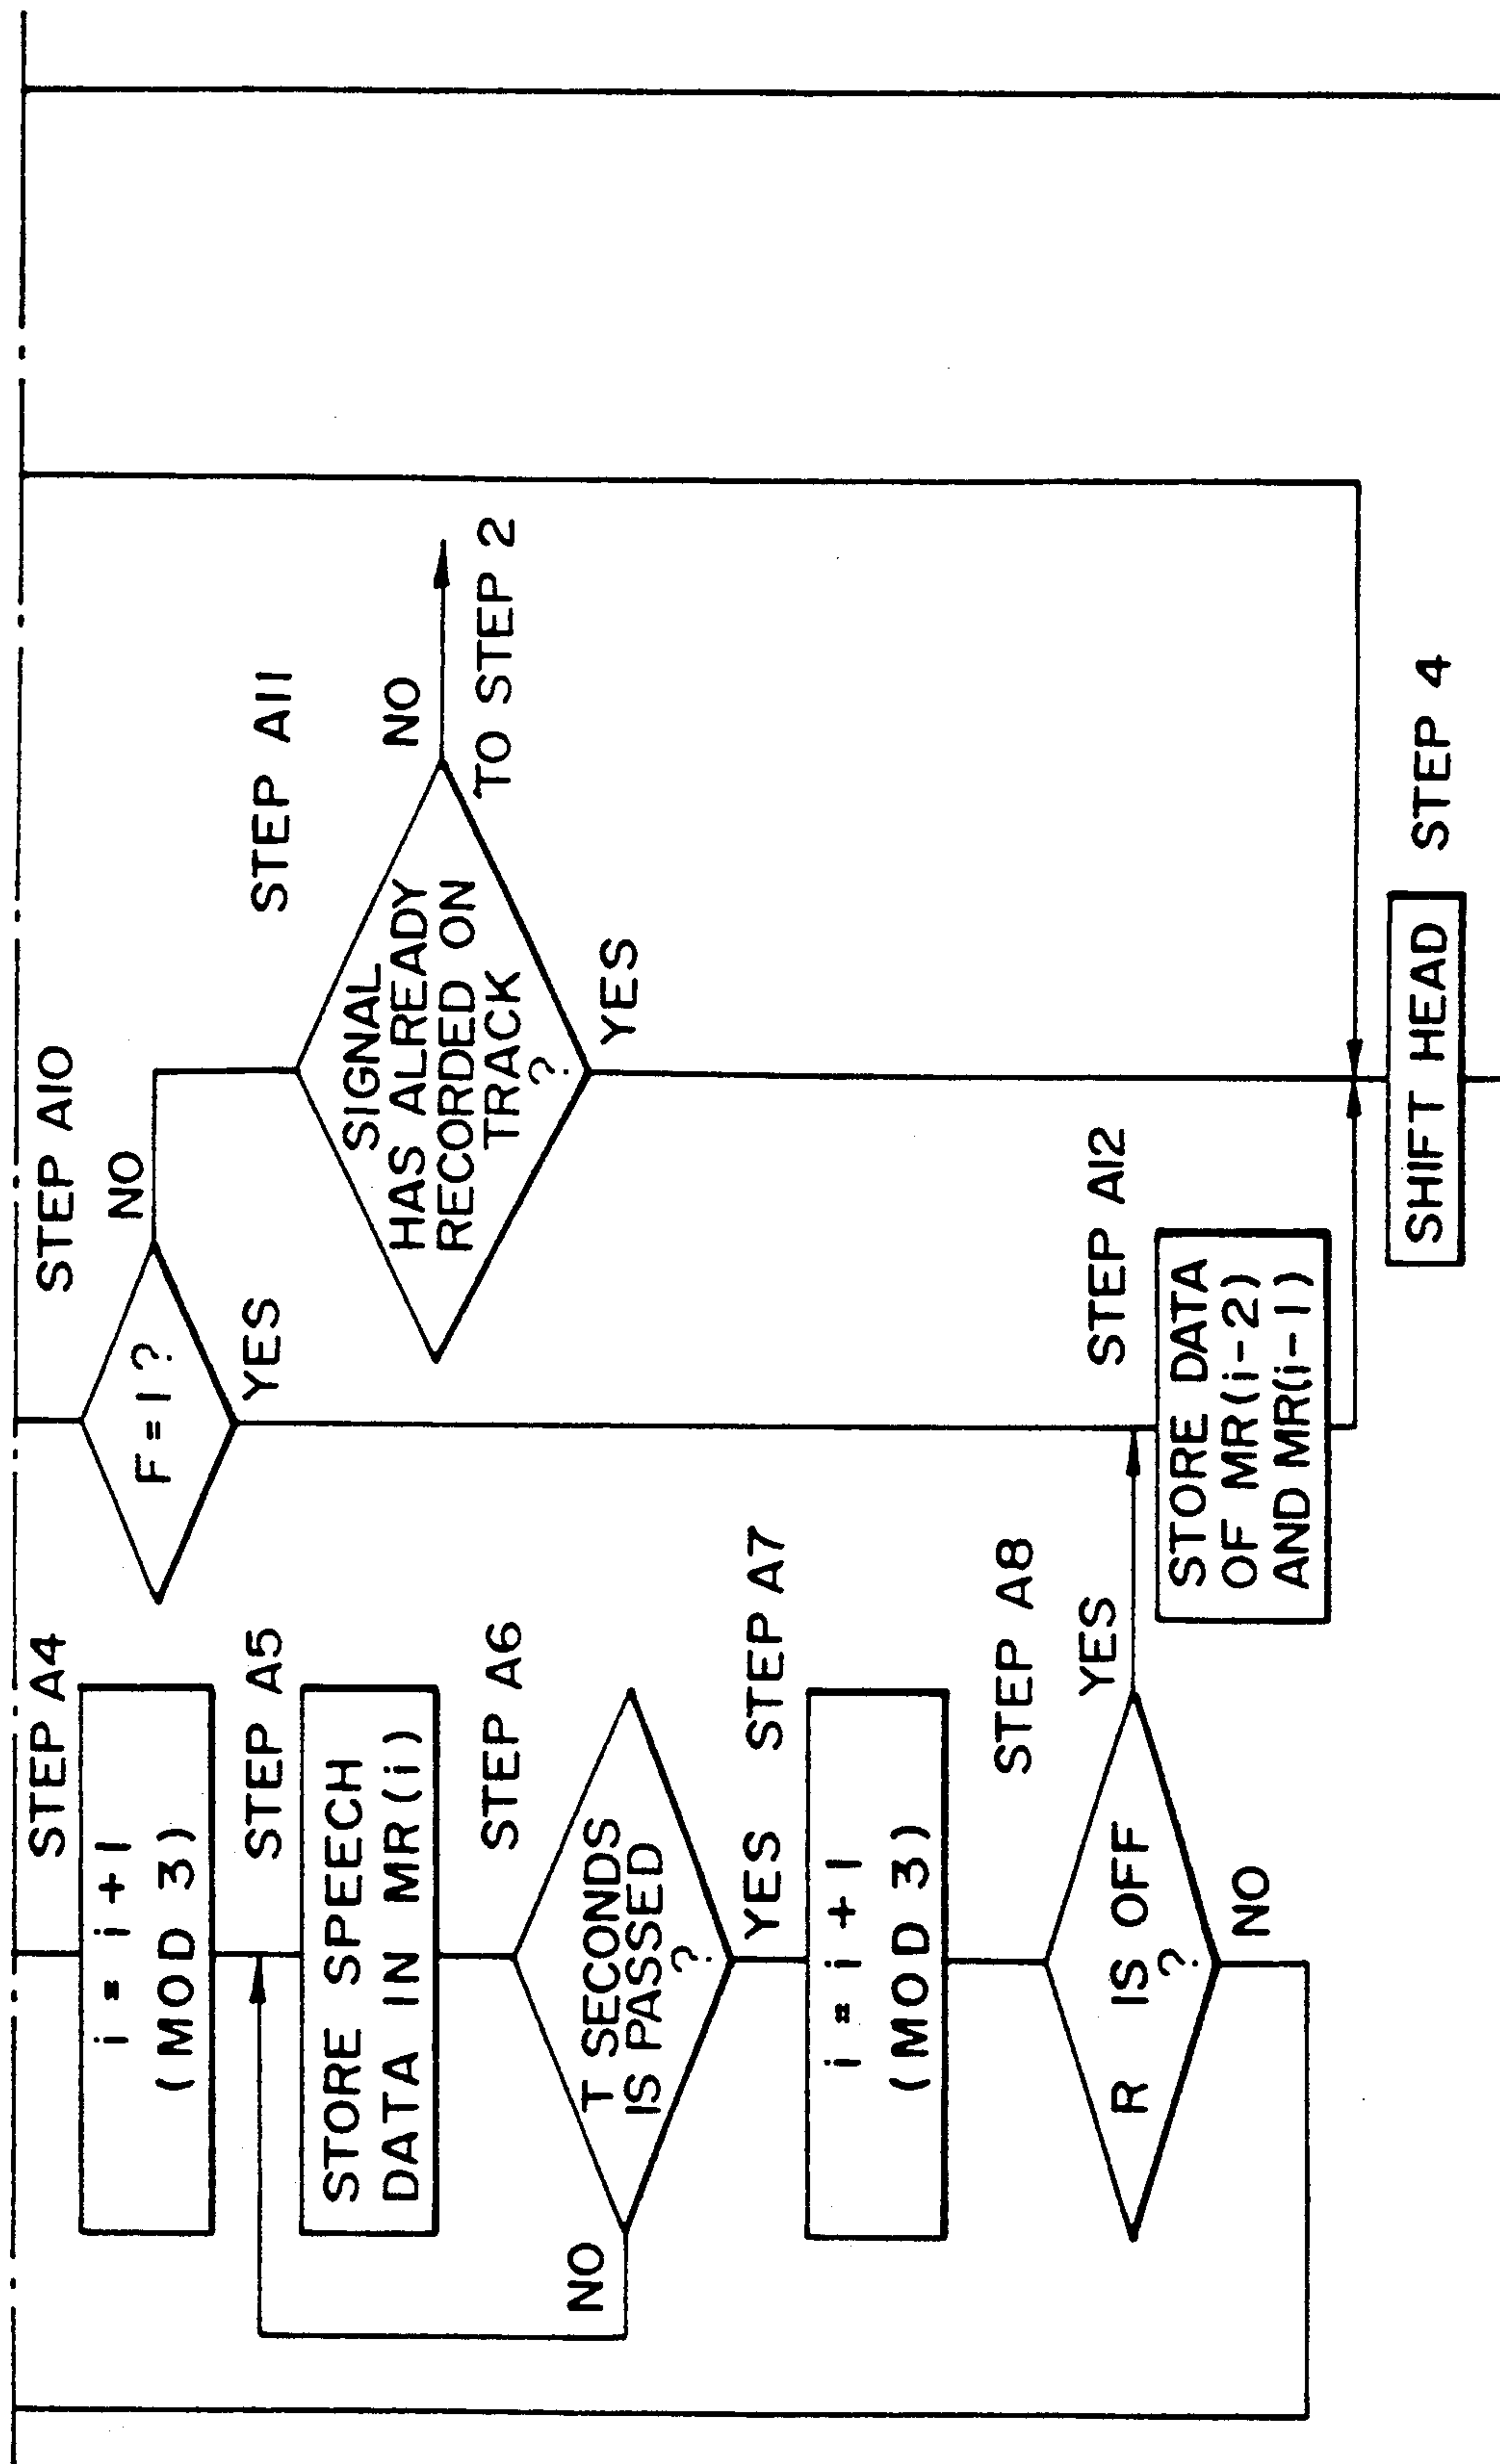 STEP A4
i = i + 1
(MOD 3)
STEP A5
STORE SPEECH
DATA IN MR(i)
STEP A6
T SECONDS
IS PASSED
?
NO
YES
STEP A7
i = i + 1
(MOD 3)
STEP A8
R IS OFF
?
YES
NO
STEP A10
F = 1 ?
NO
YES
STEP A11
SIGNAL
HAS ALREADY
RECORDED ON
TRACK
?
NO
TO STEP 2
YES
STEP A12
STORE DATA
OF MR(i-2)
AND MR(i-1)
SHIFT HEAD
STEP 4